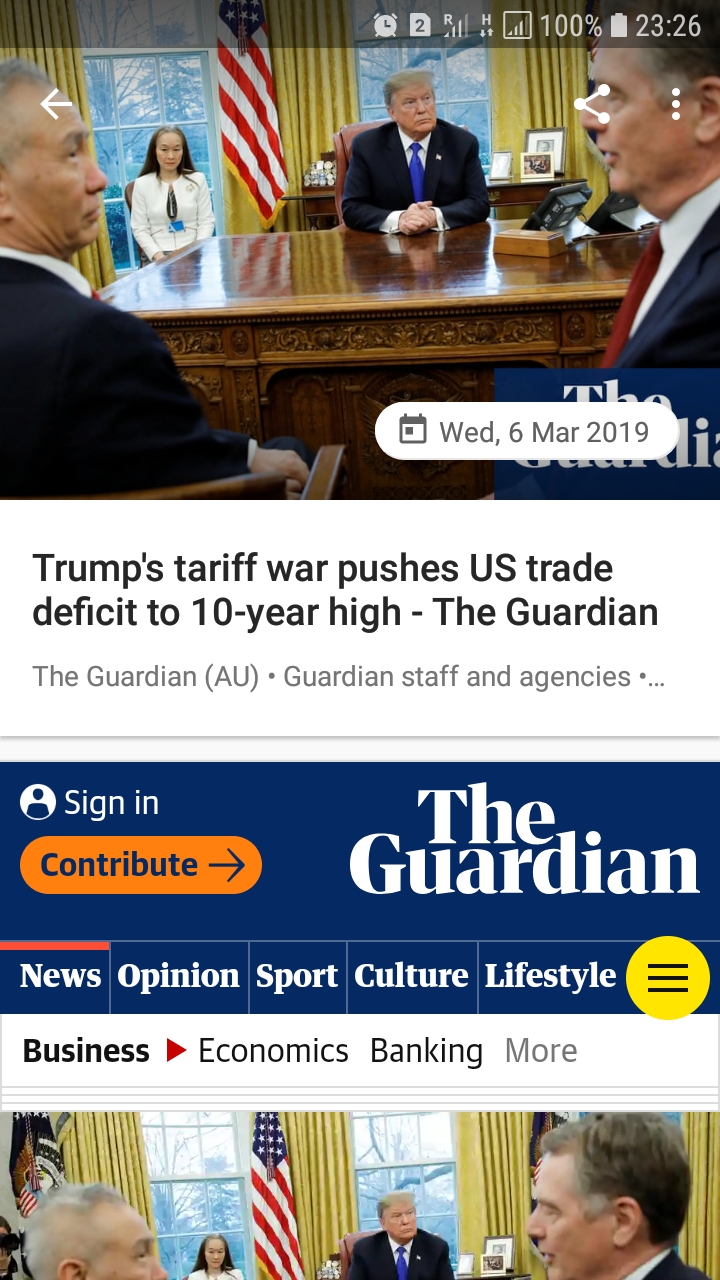 2 R H 100% 23:26
The
Wed, 6 Mar 2019
Trump's tariff war pushes US trade
deficit to 10-year high - The Guardian
The Guardian (AU) • Guardian staff and agencies •...
Sign in
The
Guardian
Contribute
News Opinion Sport Culture Lifestyle
Business Economics Banking More